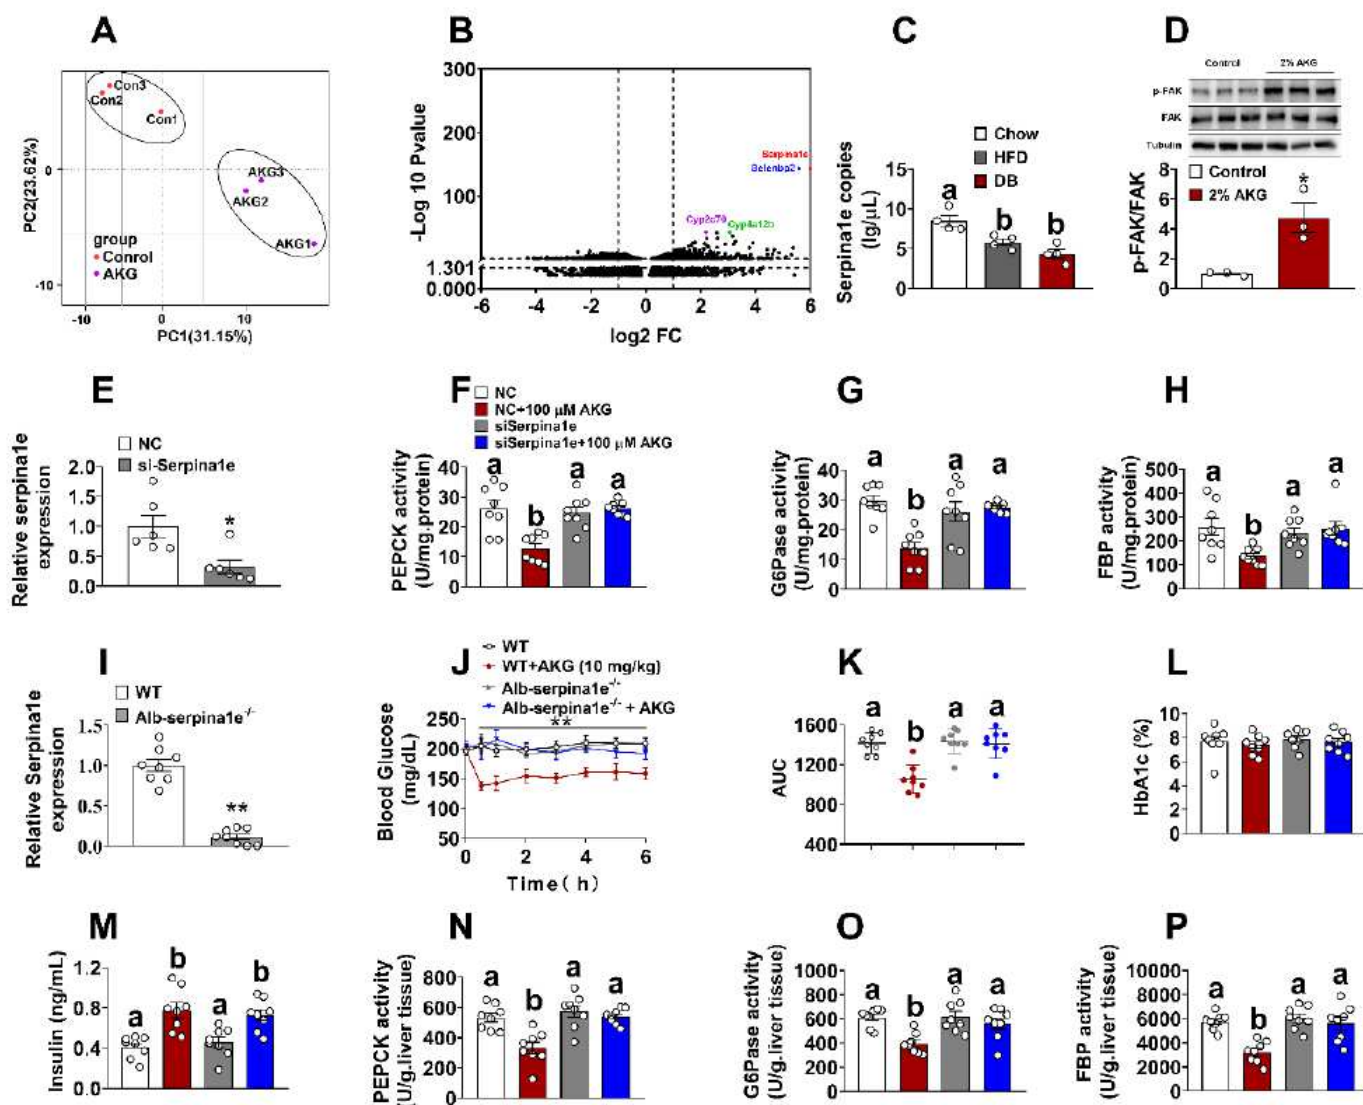 A
10
0
-10
PC2(23.62%)
Con3
Con2
Con1
AKG3
AKG2
AKG1
group
Conrol
AKG
-10
0
10
PC1(31.15%)
B
-Log 10 Pvalue
300
200
100
1.301
0.000
Serpina1e
Selenbp2
Cyp2c70
Cyp4a12b
-6
-4
-2
0
2
4
6
log2 FC
C
Chow
HFD
DB
Serpina1e copies
(lg/μL)
15
10
5
0
a
b
b
D
Control
2% AKG
p-FAK
FAK
Tubulin
Control
2% AKG
p-FAK/FAK
8
6
4
2
0
*
E
NC
si-Serpina1e
Relative serpina1e
expression
2.0
1.5
1.0
0.5
0.0
*
F
NC
NC+100 μM AKG
siSerpina1e
siSerpina1e+100 μM AKG
PEPCK activity
(U/mg.protein)
40
30
20
10
0
a
b
a
a
G
G6Pase activity
(U/mg.protein)
40
30
20
10
0
a
b
a
a
H
FBP activity
(U/mg.protein)
500
400
300
200
100
0
a
b
a
a
I
WT
Alb-serpina1e-/-
Relative Serpina1e
expression
1.5
1.0
0.5
0.0
**
J
WT
WT+AKG (10 mg/kg)
Alb-serpina1e-/-
Alb-serpina1e-/- + AKG
Blood Glucose
(mg/dL)
250
200
150
100
50
**
0
2
4
6
Time( h)
K
AUC
1600
1200
800
400
a
b
a
a
L
HbA1c (%)
10
8
6
4
2
0
M
Insulin (ng/mL)
1.2
0.8
0.4
0.0
a
b
a
b
N
PEPCK activity
(U/g.liver tissue)
800
600
400
200
0
a
b
a
a
O
G6Pase activity
(U/g.liver tissue)
1000
800
600
400
200
0
a
b
a
a
P
FBP activity
(U/g.liver tissue)
10000
8000
6000
4000
2000
0
a
b
a
a